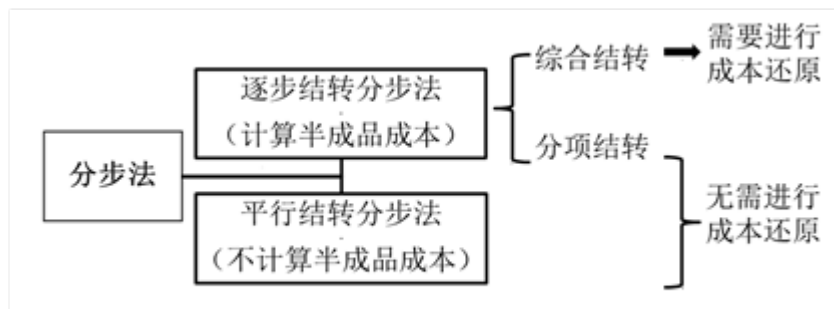 分步法
逐步结转分步法
（计算半成品成本）
平行结转分步法
（不计算半成品成本）
综合结转
需要进行
成本还原
分项结转
无需进行
成本还原